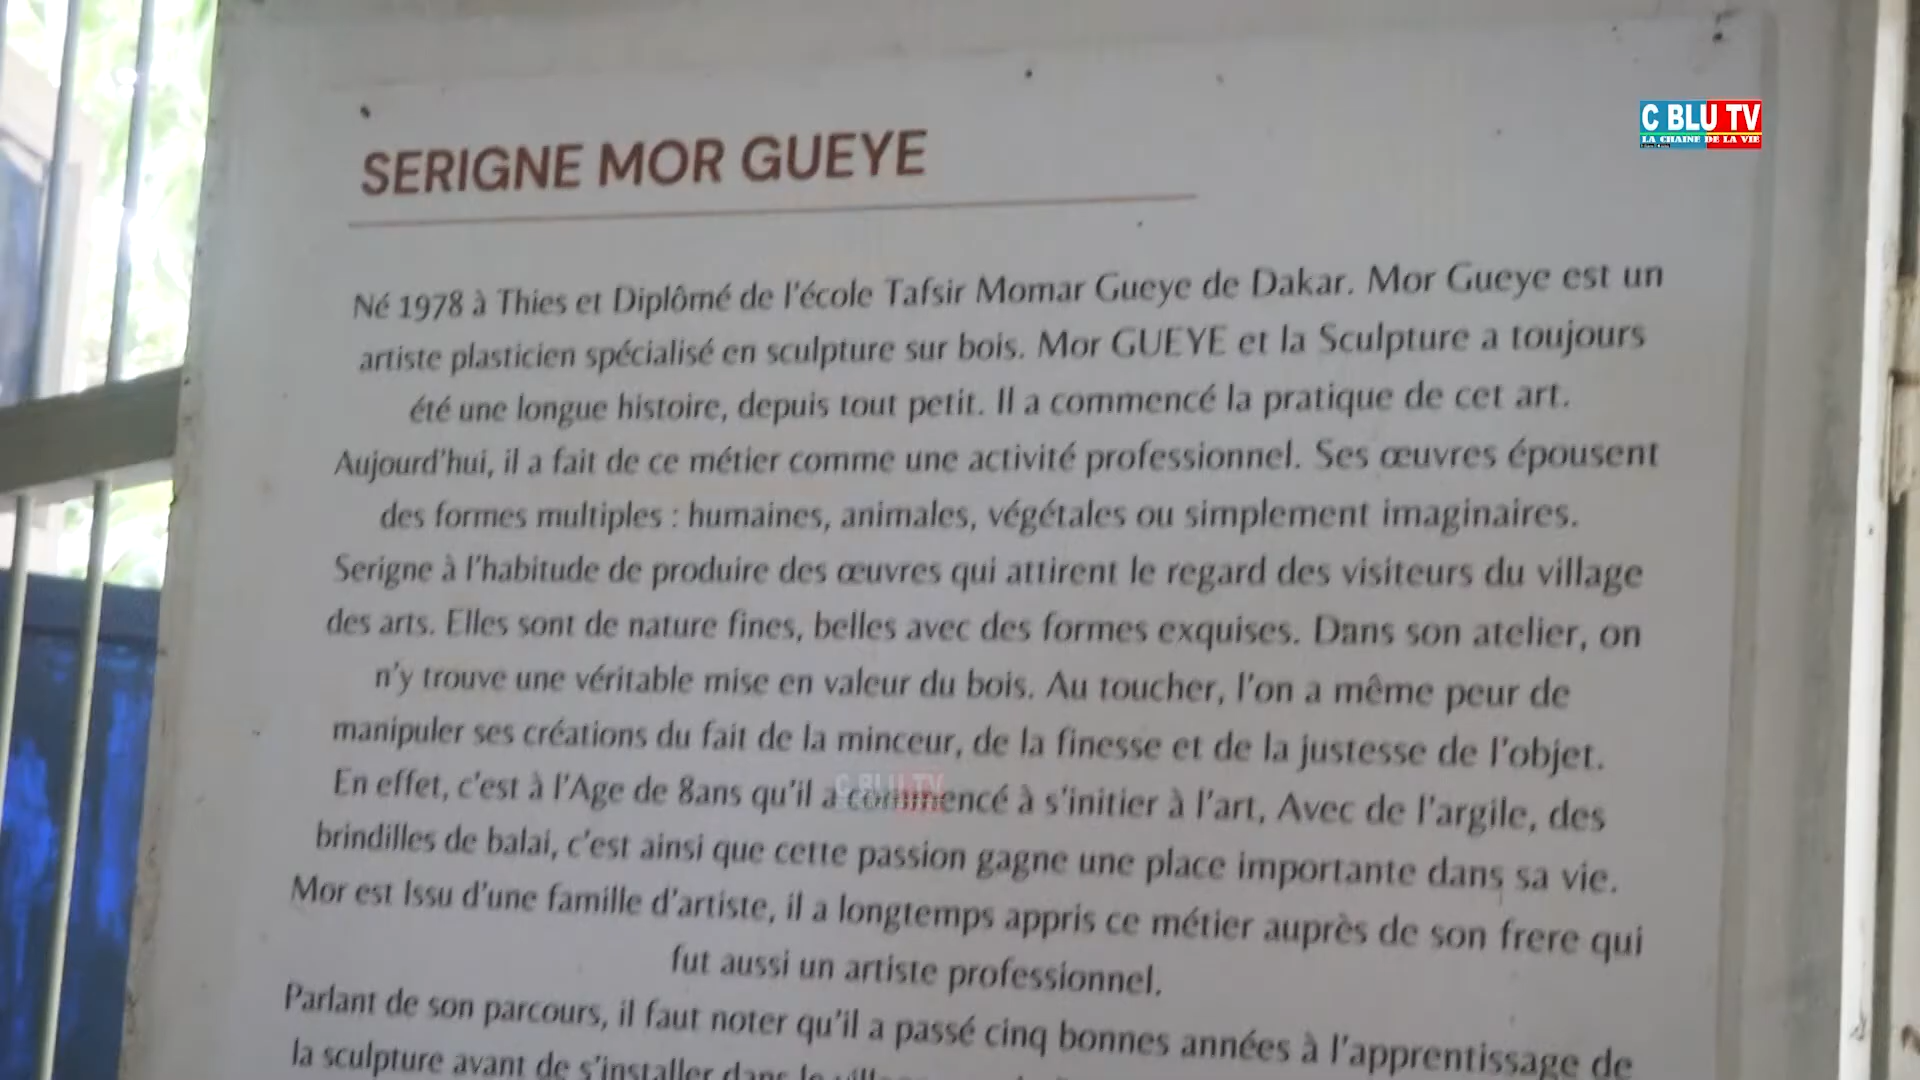 C BLU TV
LA CHAINE DE LA VIE
SERIGNE MOR GUEYE
Né 1978 à Thies et Diplômé de l'école Tafsir Momar Gueye de Dakar. Mor Gueye est un
artiste plasticien spécialisé en sculpture sur bois. Mor GUEYE et la Sculpture a toujours
été une longue histoire, depuis tout petit. Il a commencé la pratique de cet art.
Aujourd'hui, il a fait de ce métier comme une activité professionnel. Ses œuvres épousent
des formes multiples : humaines, animales, végétales ou simplement imaginaires.
Serigne à l'habitude de produire des œuvres qui attirent le regard des visiteurs du village
des arts. Elles sont de nature fines, belles avec des formes exquises. Dans son atelier, on
n'y trouve une véritable mise en valeur du bois. Au toucher, l'on a même peur de
manipuler ses créations du fait de la minceur, de la finesse et de la justesse de l'objet.
En effet, c'est à l'Age de 8ans qu'il a commencé à s'initier à l'art, Avec de l'argile, des
C BLU TV
brindilles de balai, c'est ainsi que cette passion gagne une place importante dans sa vie.
Mor est Issu d'une famille d'artiste, il a longtemps appris ce métier auprès de son frere qui
fut aussi un artiste professionnel.
Parlant de son parcours, il faut noter qu'il a passé cinq bonnes années à l'apprentissage de
la sculpture avant de s'installer dans le